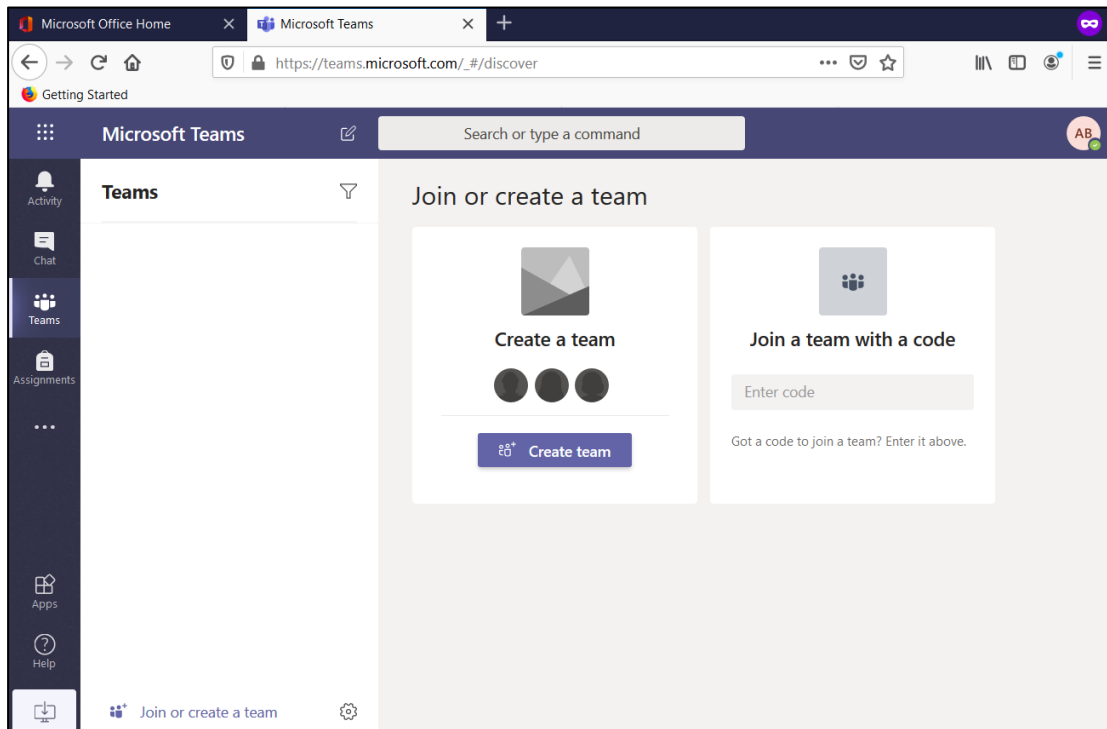 Microsoft Office Home
Microsoft Teams
https://teams.microsoft.com/_#/discover
Getting Started
Microsoft Teams
Search or type a command
AB
Activity
Chat
Teams
Assignments
Apps
Help
Teams
Join or create a team
Join or create a team
Create a team
Create team
Join a team with a code
Enter code
Got a code to join a team? Enter it above.